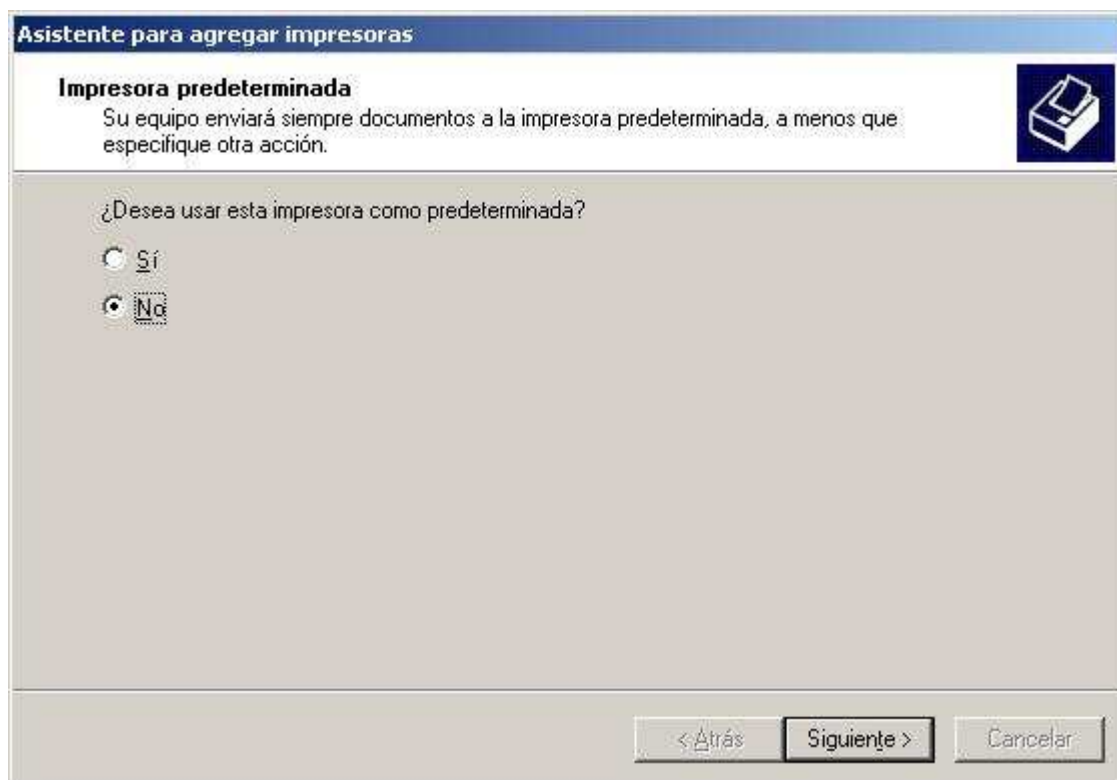 Asistente para agregar impresoras
Impresora predeterminada
Su equipo enviará siempre documentos a la impresora predeterminada, a menos que
especifique otra acción.
¿Desea usar esta impresora como predeterminada?
Sí
No
< Atrás
Siguiente >
Cancelar